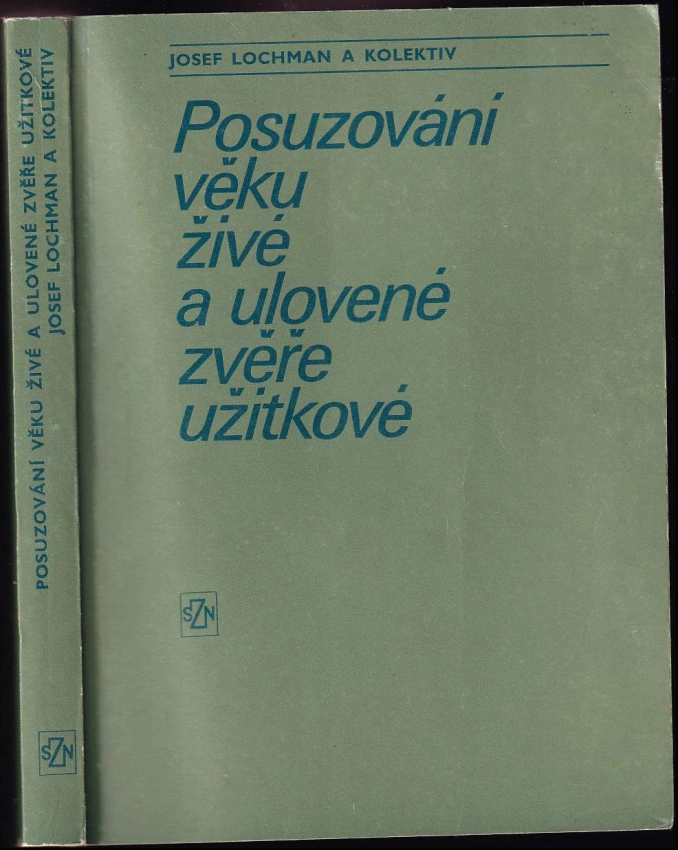 POSUZOVÁNÍ VĚKU ŽIVÉ A ULOVENÉ ZVĚŘE UŽITKOVÉ
JOSEF LOCHMAN A KOLEKTIV
SZN
JOSEF LOCHMAN A KOLEKTIV
Posuzování
věku
živé
a ulovené
zvěře
užitkové
SZN